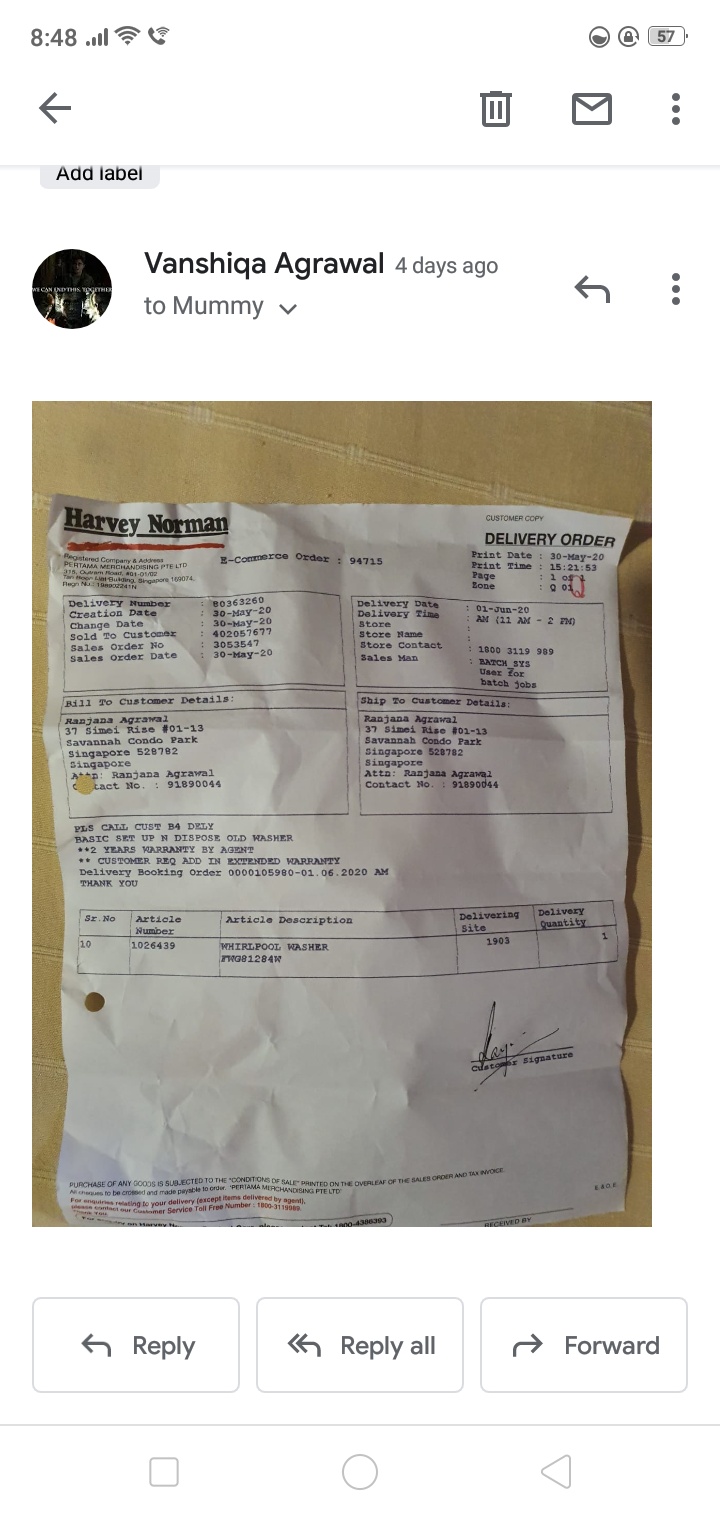 8:48
57
Add label
Vanshiqa Agrawal 4 days ago
to Mummy
WE CAN END THIS. TOGETHER
Harvey Norman
CUSTOMER COPY
DELIVERY ORDER
Registered Company & Address
PERTAMA MERCHANDISING PTE LTD
E-Commerce Order : 94715
Print Date : 30-May-20
Print Time : 15:21:53
Page : 1 of 1
Zone : Q 01
Delivery Number : 80363260
Creation Date : 30-May-20
Change Date : 30-May-20
Sold To Customer : 402057677
Sales Order No : 3053547
Sales Order Date : 30-May-20
Delivery Date : 01-Jun-20
Delivery Time : AM (11 AM - 2 PM)
Store :
Store Name :
Store Contact : 1800 3119 989
Sales Man : BATCH_SYS
User for
batch jobs
Bill To Customer Details:
Ranjana Agrawal
37 Simei Rise #01-13
Savannah Condo Park
Singapore 528782
Singapore
Attn: Ranjana Agrawal
Contact No. : 91890044
Ship To Customer Details:
Ranjana Agrawal
37 Simei Rise #01-13
Savannah Condo Park
Singapore 528782
Singapore
Attn: Ranjana Agrawal
Contact No. : 91890044
PLS CALL CUST B4 DELY
BASIC SET UP N DISPOSE OLD WASHER
**2 YEARS WARRANTY BY AGENT
** CUSTOMER REQ ADD IN EXTENDED WARRANTY
Delivery Booking Order 0000105980-01.06.2020 AM
THANK YOU
Sr.No Article Number Article Description Delivering Site Delivery Quantity
10 1026439 WHIRLPOOL WASHER 1903 1
FWG81284W
Customer Signature
PURCHASE OF ANY GOODS IS SUBJECTED TO THE "CONDITIONS OF SALE" PRINTED ON THE OVERLEAF OF THE SALES ORDER AND TAX INVOICE
All cheques to be crossed and made payable to order. 'PERTAMA MERCHANDISING PTE LTD'
E.&O.E.
For enquiries relating to your delivery (except items delivered by agent),
please contact our Customer Service Toll Free Number : 1800-3119989
Thank You.
1800-4386393
RECEIVED BY
Reply
Reply all
Forward